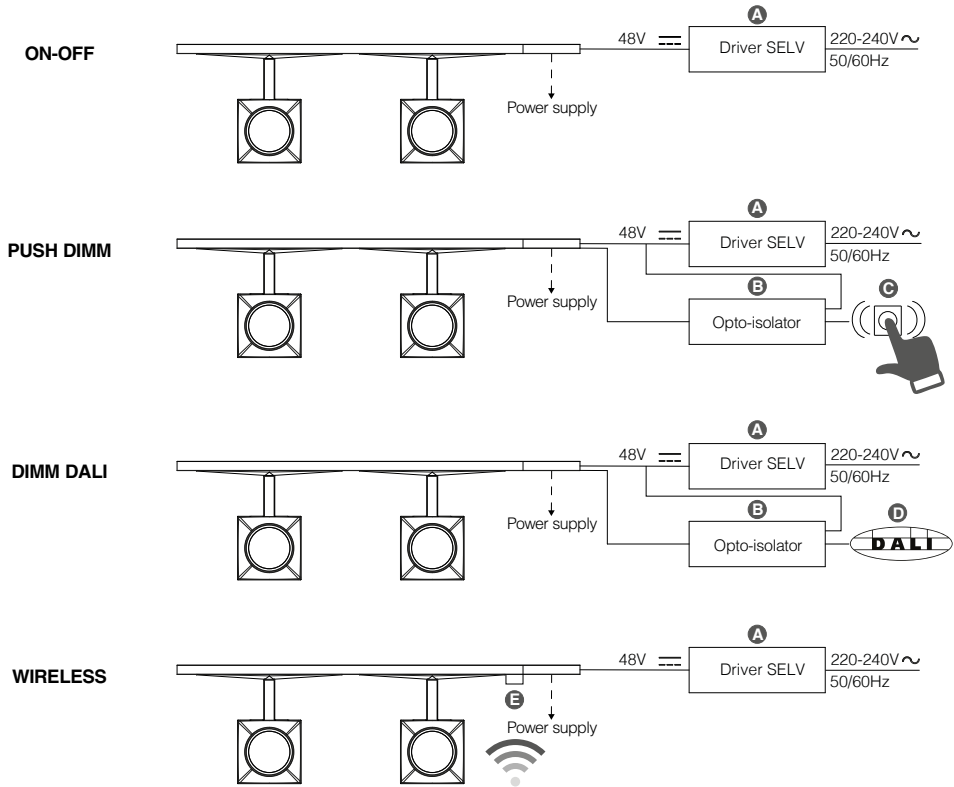 A
ON-OFF
48V
Driver SELV
220-240V
50/60Hz
Power supply
A
PUSH DIMM
48V
Driver SELV
220-240V
50/60Hz
B
C
Power supply
Opto-isolator
A
DIMM DALI
48V
Driver SELV
220-240V
50/60Hz
B
D
Power supply
Opto-isolator
DALI
A
WIRELESS
48V
Driver SELV
220-240V
50/60Hz
E
Power supply